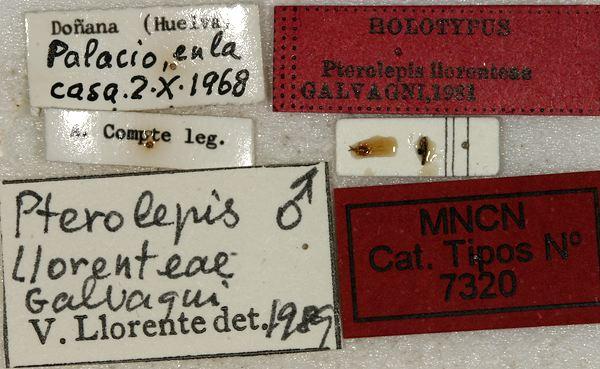 Doñana (Huelva)
Palacio, en la
casa. 2·X·1968
A. Compte leg.
HOLOTYPUS
Pterolepis llorenteae
GALVAGNI, 1981
Pterolepis ♂
Llorenteae
Galvagni
V. Llorente det. 1989
MNCN
Cat. Tipos Nº
7320